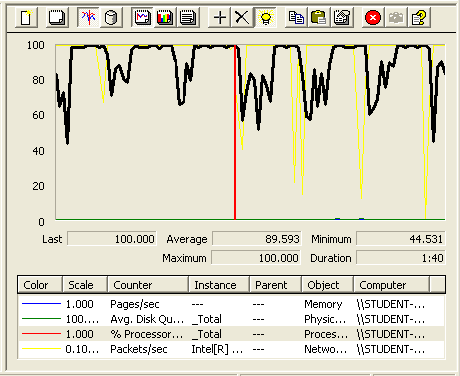 100
80
60
40
20
0
Last 100.000 Average 89.593 Minimum 44.531
Maximum 100.000 Duration 1:40
Color Scale Counter Instance Parent Object Computer
1.000 Pages/sec --- --- Memory \\STUDENT-...
100.... Avg. Disk Qu... _Total --- Physic... \\STUDENT-...
1.000 % Processor... _Total --- Proces... \\STUDENT-...
0.10... Packets/sec Intel[R] ... --- Netwo... \\STUDENT-...